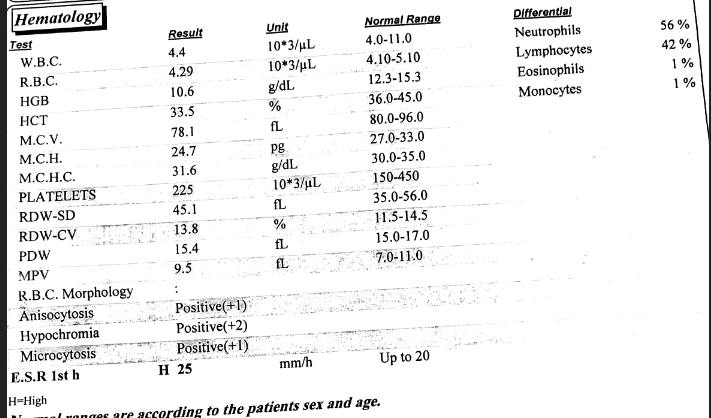 Hematology
Test Result Unit Normal Range
W.B.C. 4.4 10*3/µL 4.0-11.0
R.B.C. 4.29 10*3/µL 4.10-5.10
HGB 10.6 g/dL 12.3-15.3
HCT 33.5 % 36.0-45.0
M.C.V. 78.1 fL 80.0-96.0
M.C.H. 24.7 pg 27.0-33.0
M.C.H.C. 31.6 g/dL 30.0-35.0
PLATELETS 225 10*3/µL 150-450
RDW-SD 45.1 fL 35.0-56.0
RDW-CV 13.8 % 11.5-14.5
PDW 15.4 fL 15.0-17.0
MPV 9.5 fL 7.0-11.0
R.B.C. Morphology :
Anisocytosis Positive(+1)
Hypochromia Positive(+2)
Microcytosis Positive(+1)
E.S.R 1st h H 25 mm/h Up to 20
Differential
Neutrophils 56 %
Lymphocytes 42 %
Eosinophils 1 %
Monocytes 1 %
H=High
Normal ranges are according to the patients sex and age.